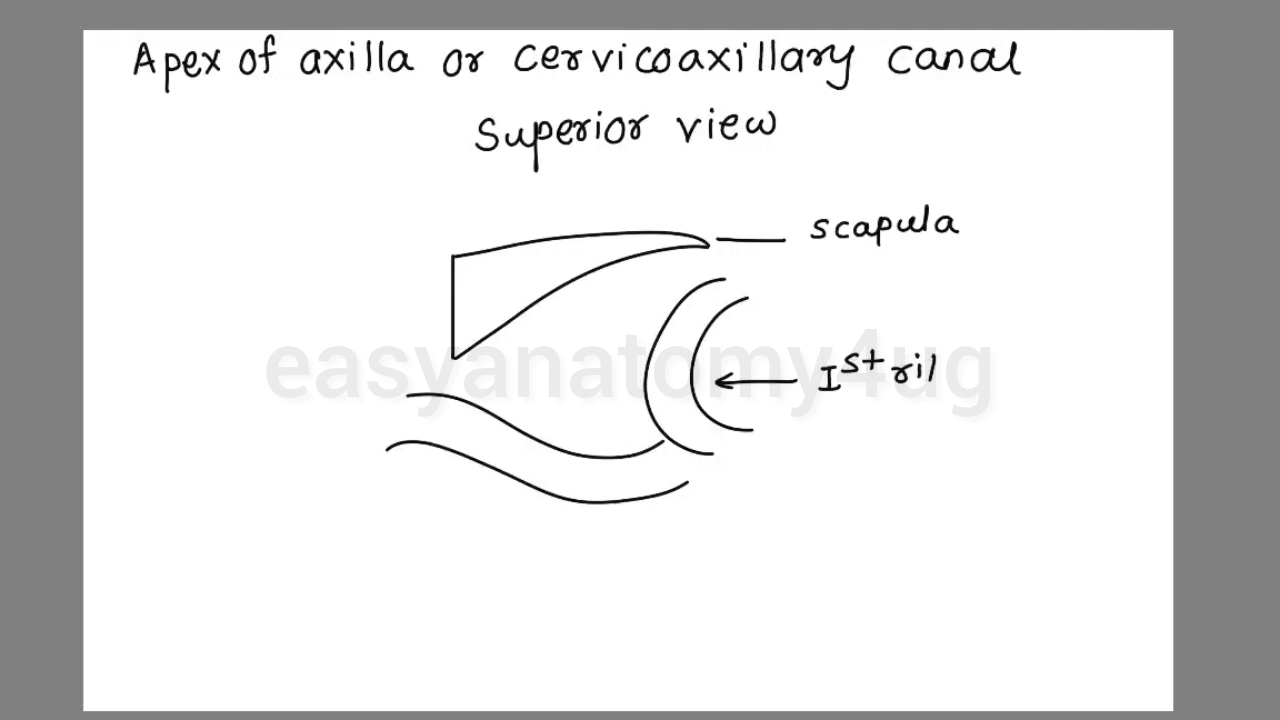 Apex of axilla or cervicoaxillary canal
Superior view
scapula
easyanatomy4ug
Ist ril